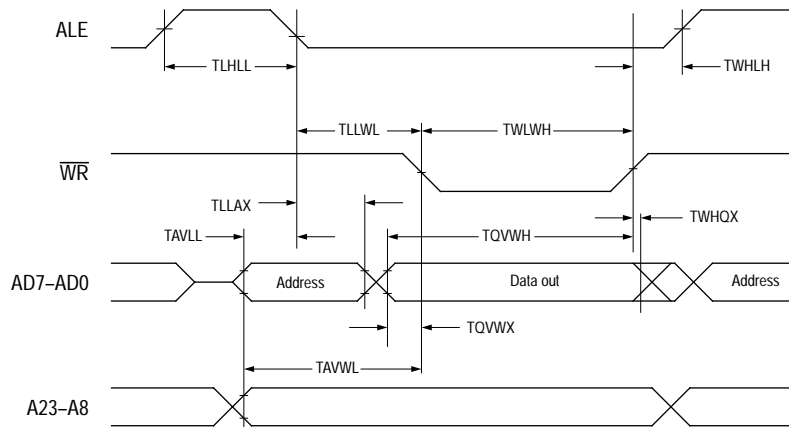 ALE
TLHLL
TWHLH
TLLWL
TWLWH
WR
TLLAX
TWHQX
TAVLL
TQVWH
AD7–AD0
Address
Data out
Address
TQVWX
TAVWL
A23–A8